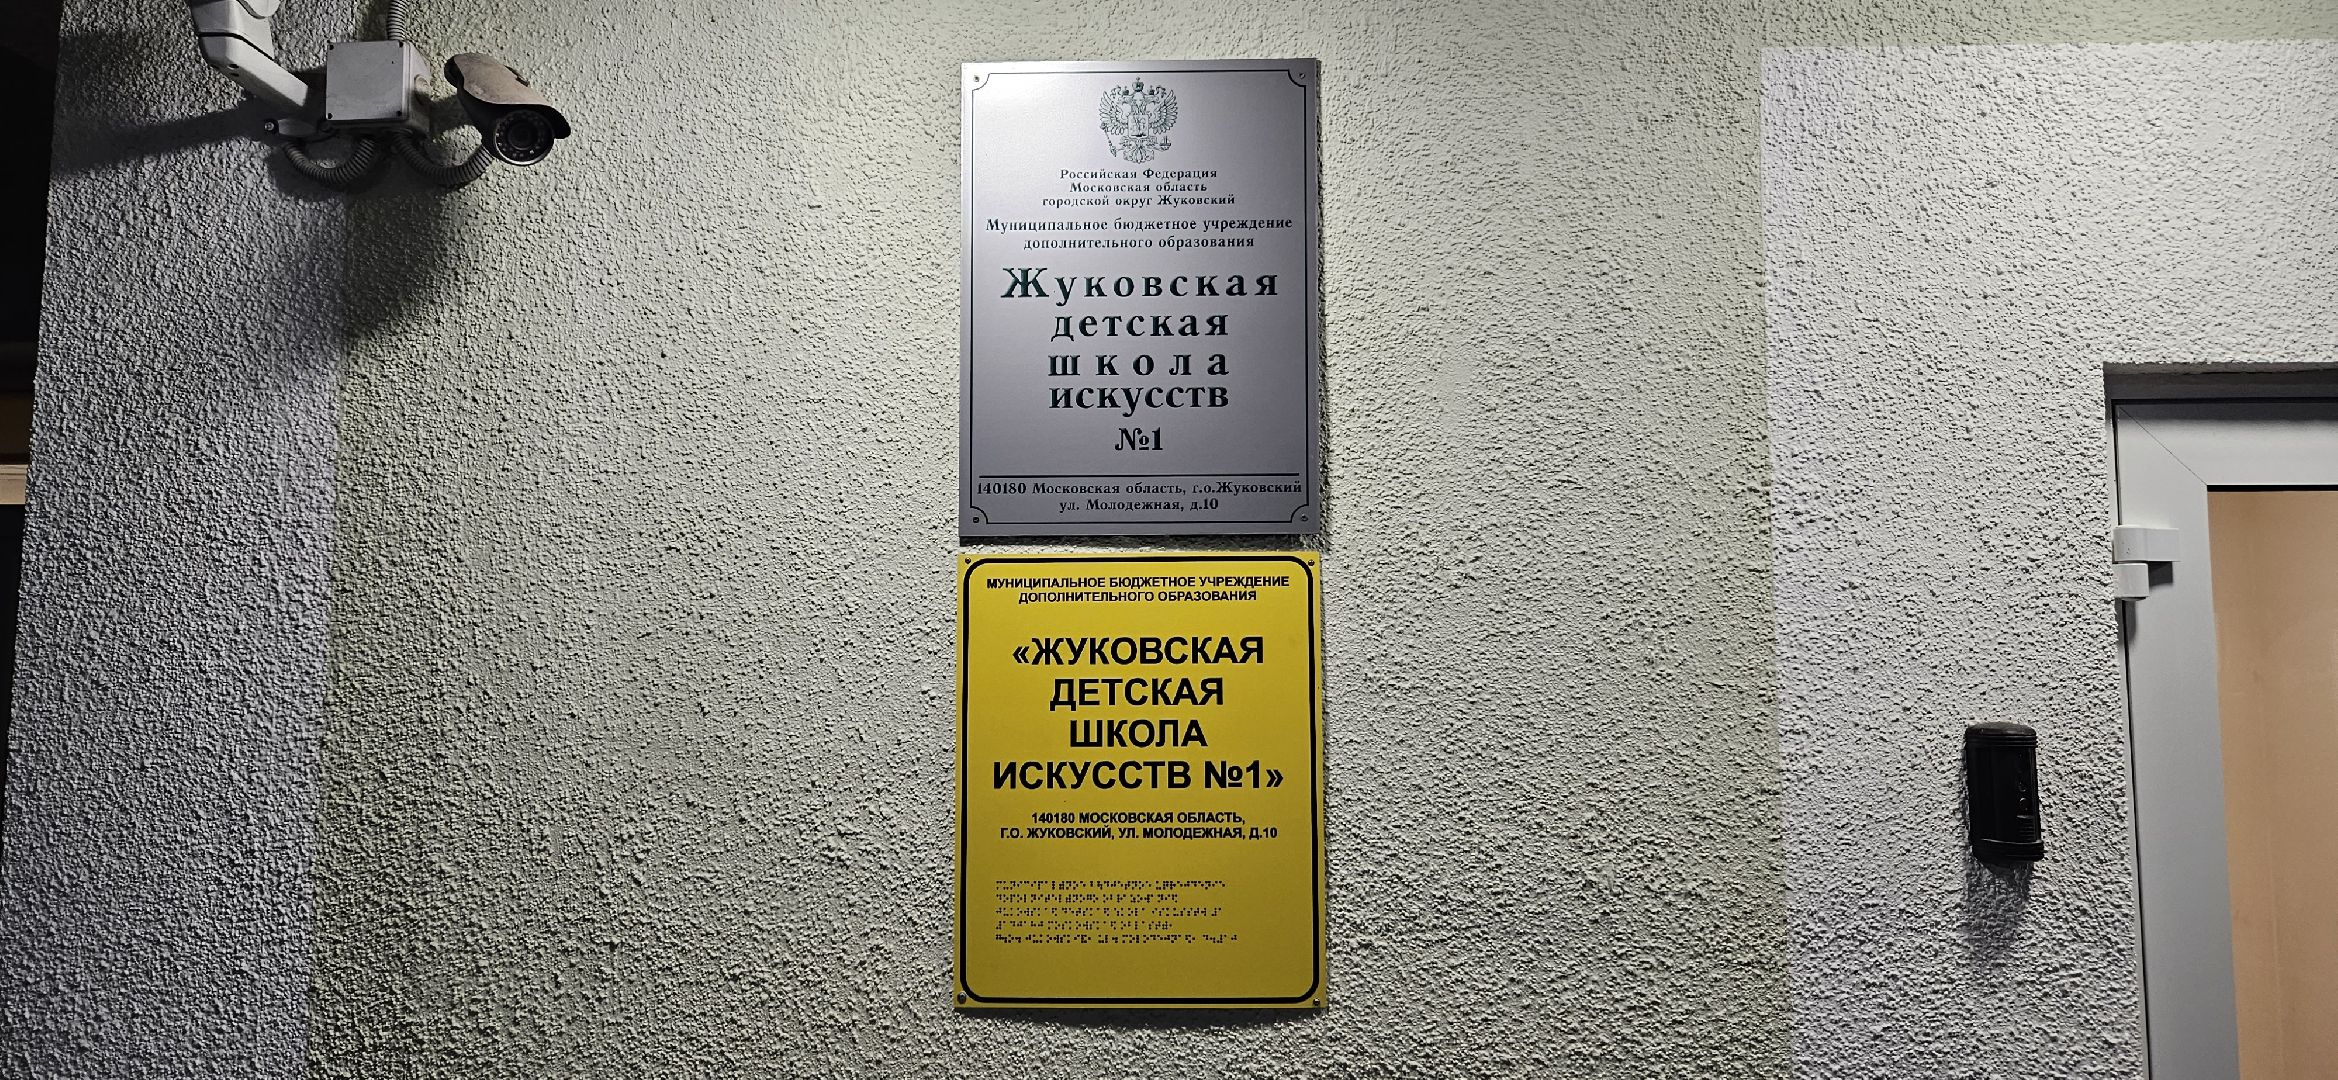 Российская Федерация
Московская область
городской округ Жуковский
Муниципальное бюджетное учреждение
дополнительного образования
Жуковская
детская
школа
искусств
№1
140180 Московская область, г.о.Жуковский
ул. Молодежная, д.10
МУНИЦИПАЛЬНОЕ БЮДЖЕТНОЕ УЧРЕЖДЕНИЕ
ДОПОЛНИТЕЛЬНОГО ОБРАЗОВАНИЯ
«ЖУКОВСКАЯ
ДЕТСКАЯ
ШКОЛА
ИСКУССТВ №1»
140180 МОСКОВСКАЯ ОБЛАСТЬ,
Г.О. ЖУКОВСКИЙ, УЛ. МОЛОДЕЖНАЯ, Д.10